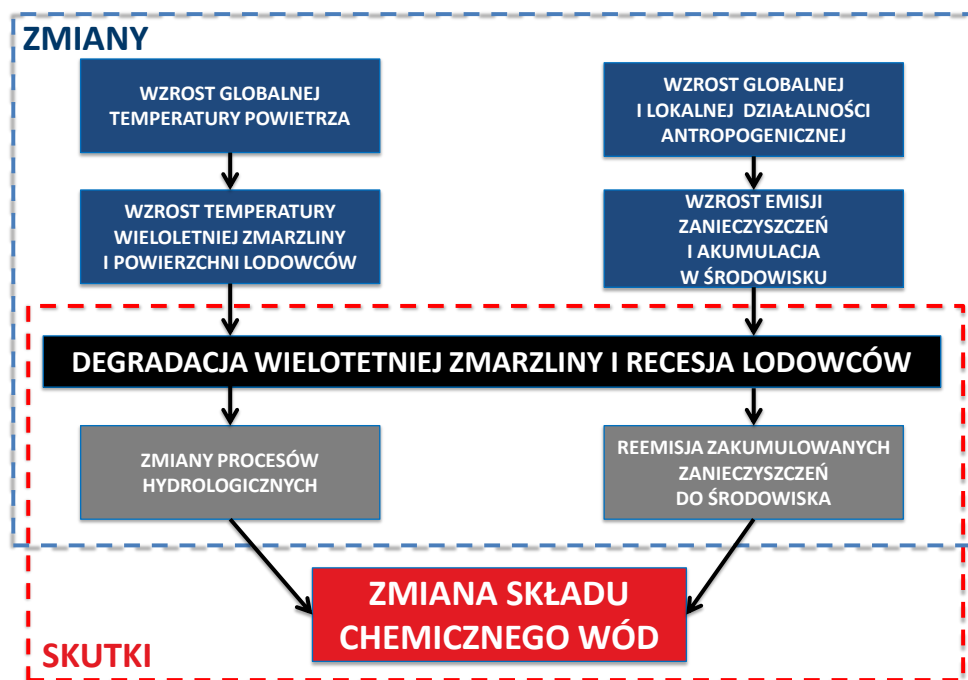 ZMIANY
WZROST GLOBALNEJ
TEMPERATURY POWIETRZA
WZROST GLOBALNEJ
I LOKALNEJ DZIAŁALNOŚCI
ANTROPOGENICZNEJ
WZROST TEMPERATURY
WIELOLETNIEJ ZMARZLINY
I POWIERZCHNI LODOWCÓW
WZROST EMISJI
ZANIECZYSZCZEŃ
I AKUMULACJA
W ŚRODOWISKU
DEGRADACJA WIELOTETNIEJ ZMARZLINY I RECESJA LODOWCÓW
ZMIANY PROCESÓW
HYDROLOGICZNYCH
REEMISJA ZAKUMULOWANYCH
ZANIECZYSZCZEŃ
DO ŚRODOWISKA
ZMIANA SKŁADU
CHEMICZNEGO WÓD
SKUTKI